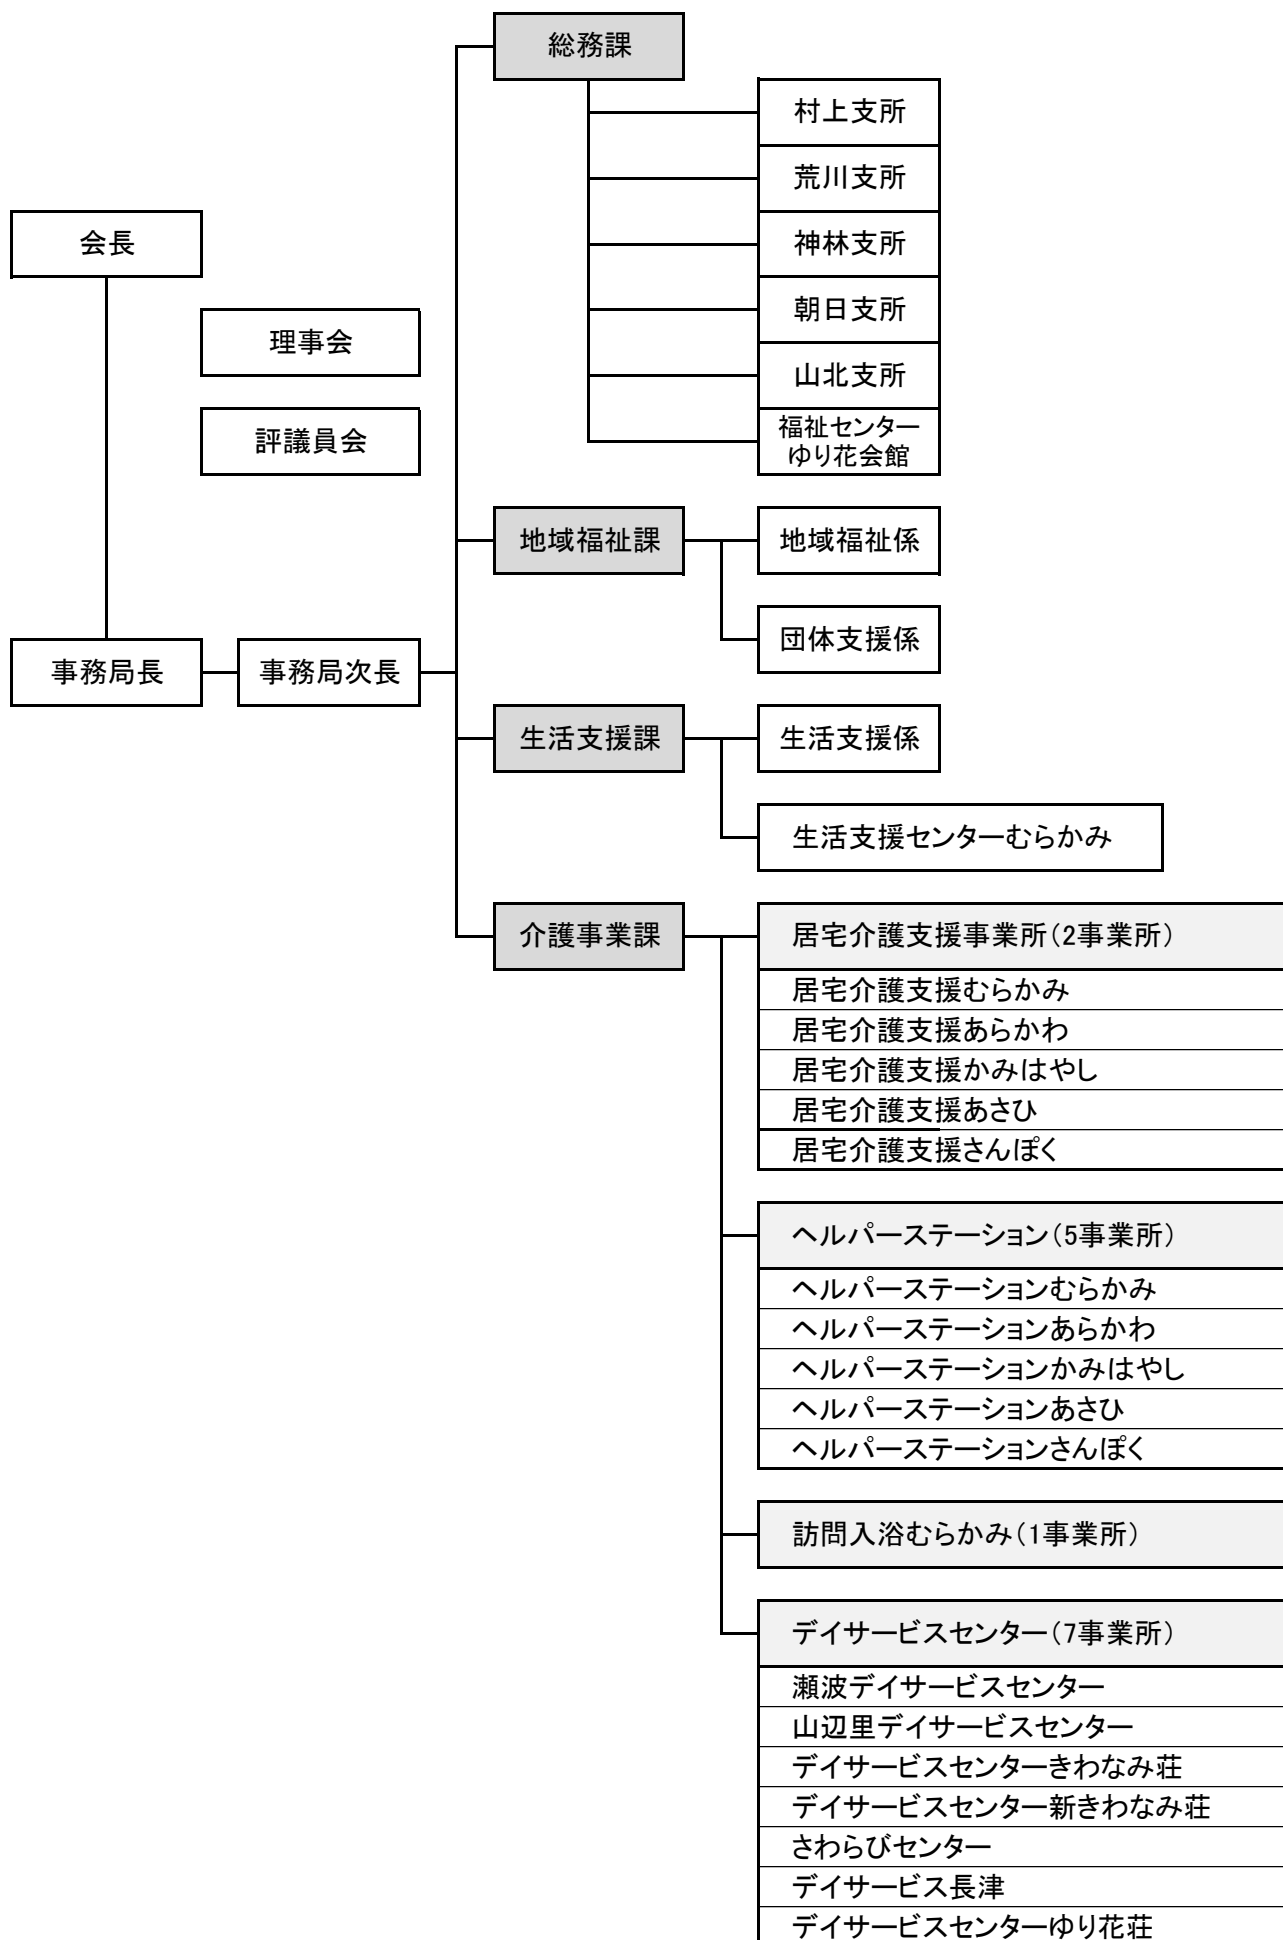 総務課
村上支所
荒川支所
神林支所
朝日支所
山北支所
福祉センター
ゆり花会館
会長
理事会
評議員会
事務局長
事務局次長
地域福祉課
地域福祉係
団体支援係
生活支援課
生活支援係
生活支援センターむらかみ
介護事業課
居宅介護支援事業所(2事業所)
居宅介護支援むらかみ
居宅介護支援あらかわ
居宅介護支援かみはやし
居宅介護支援あさひ
居宅介護支援さんぽく
ヘルパーステーション(5事業所)
ヘルパーステーションむらかみ
ヘルパーステーションあらかわ
ヘルパーステーションかみはやし
ヘルパーステーションあさひ
ヘルパーステーションさんぽく
訪問入浴むらかみ(1事業所)
デイサービスセンター(7事業所)
瀬波デイサービスセンター
山辺里デイサービスセンター
デイサービスセンターきわなみ荘
デイサービスセンター新きわなみ荘
さわらびセンター
デイサービス長津
デイサービスセンターゆり花荘